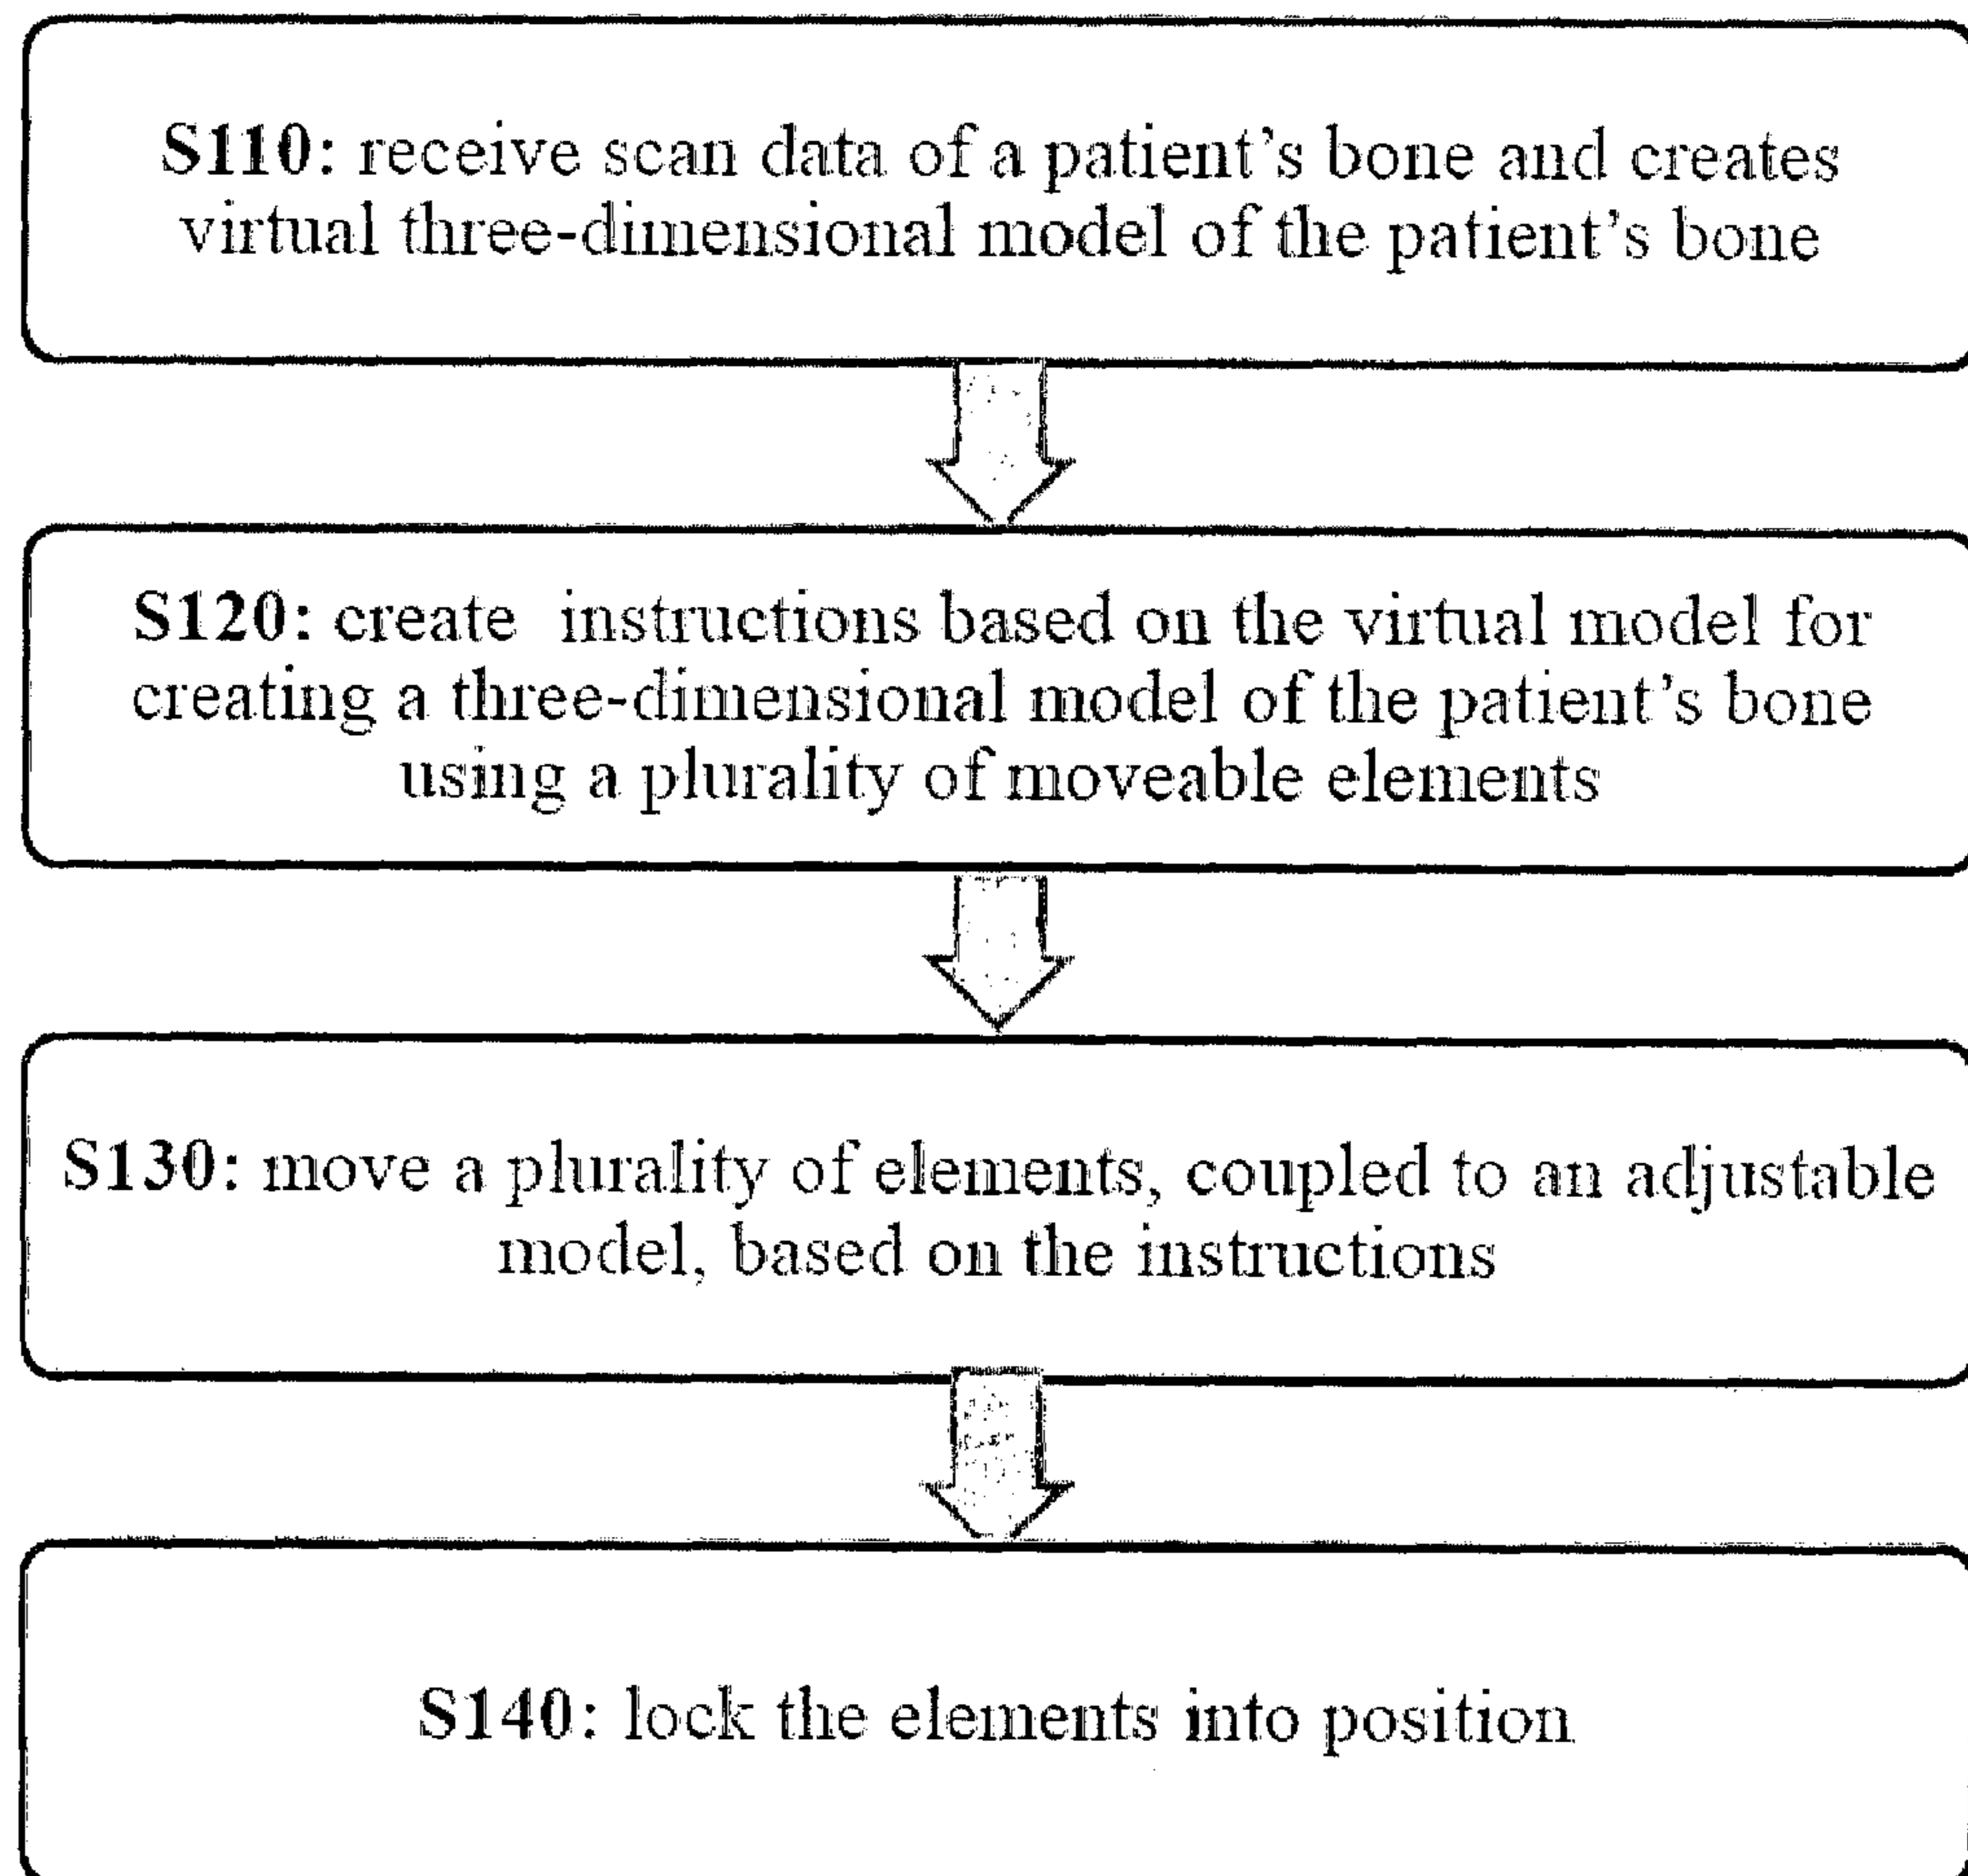 S110: receive scan data of a patient's bone and creates
virtual three-dimensional model of the patient's bone
S120: create instructions based on the virtual model for
creating a three-dimensional model of the patient's bone
using a plurality of moveable elements
S130: move a plurality of elements, coupled to an adjustable
model, based on the instructions
S140: lock the elements into position